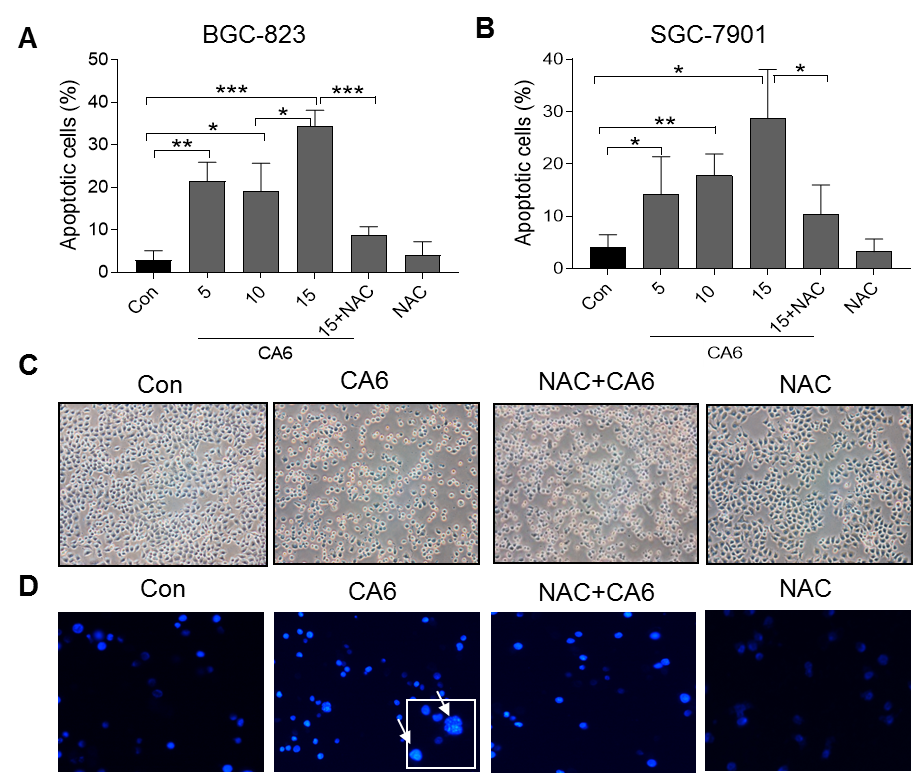 A
BGC-823
Apoptotic cells (%)
50
40
30
20
10
0
***
***
*
*
**
Con
5
10
15
15+NAC
NAC
CA6
B
SGC-7901
Apoptotic cells (%)
40
30
20
10
0
*
*
**
*
Con
5
10
15
15+NAC
NAC
CA6
C
Con
CA6
NAC+CA6
NAC
D
Con
CA6
NAC+CA6
NAC